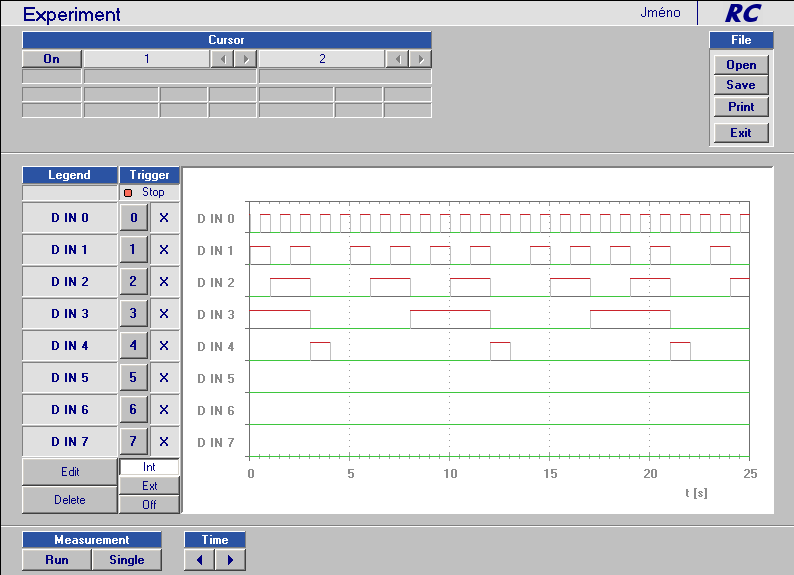 Experiment Jméno RC
Cursor File
On 1 2
Open
Save
Print
Exit
Legend Trigger
Stop
D IN 0 0 X D IN 0
D IN 1 1 X D IN 1
D IN 2 2 X D IN 2
D IN 3 3 X D IN 3
D IN 4 4 X D IN 4
D IN 5 5 X D IN 5
D IN 6 6 X D IN 6
D IN 7 7 X D IN 7
Edit Int 0 5 10 15 20 25
Ext
Delete Off t [s]
Measurement Time
Run Single